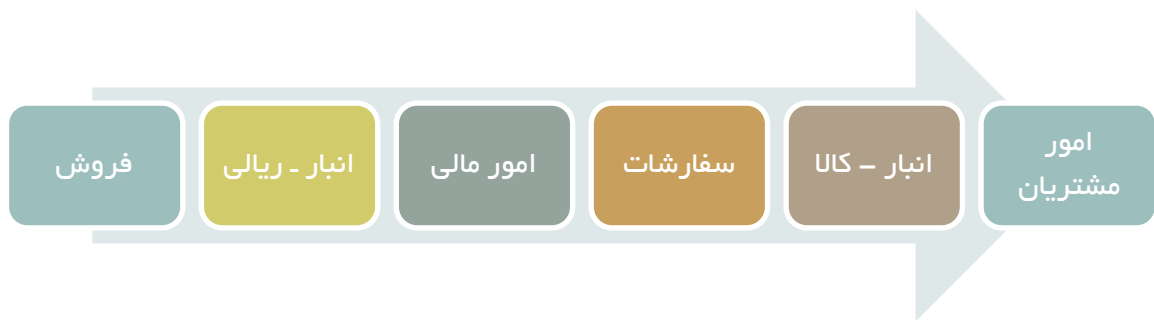 فروش
انبار - ریالی
امور مالی
سفارشات
انبار – کالا
امور
مشتریان